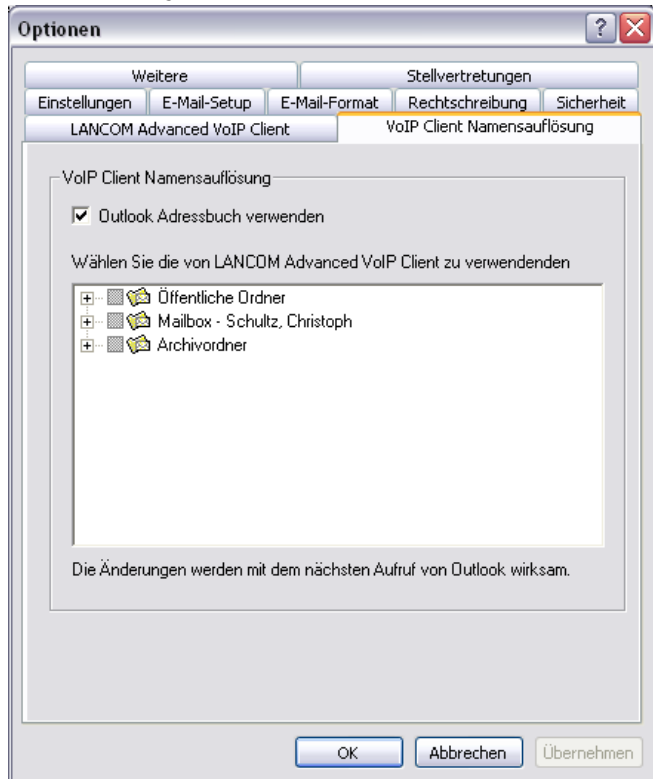 Optionen
Weitere
Stellvertretungen
Einstellungen
E-Mail-Setup
E-Mail-Format
Rechtschreibung
Sicherheit
LANCOM Advanced VoIP Client
VoIP Client Namensauflösung
VoIP Client Namensauflösung
Outlook Adressbuch verwenden
Wählen Sie die von LANCOM Advanced VoIP Client zu verwendenden
Öffentliche Ordner
Mailbox - Schultz, Christoph
Archivordner
Die Änderungen werden mit dem nächsten Aufruf von Outlook wirksam.
OK
Abbrechen
Übernehmen